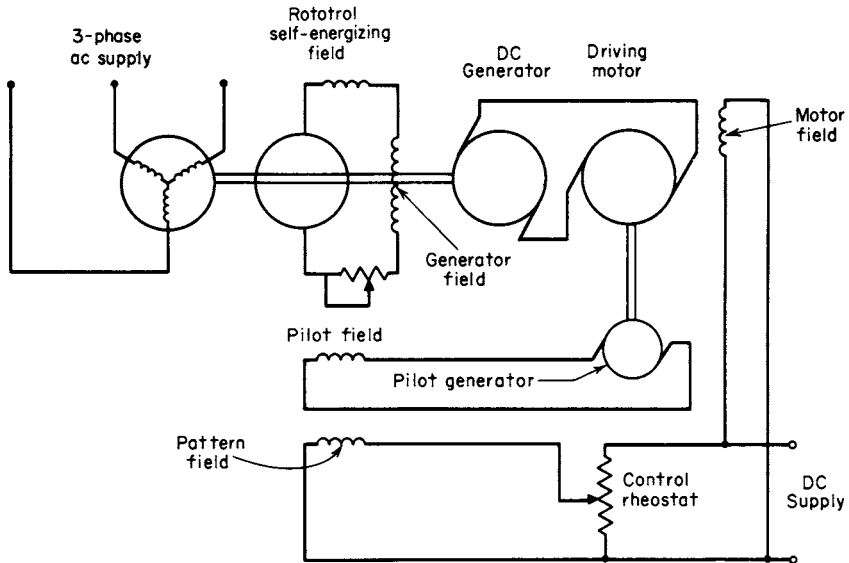 Rototrol
self-energizing
field
3-phase
ac supply
DC
Generator
Driving
motor
Motor
field
Generator
field
Pilot field
Pilot generator
Pattern
field
Control
rheostat
DC
Supply